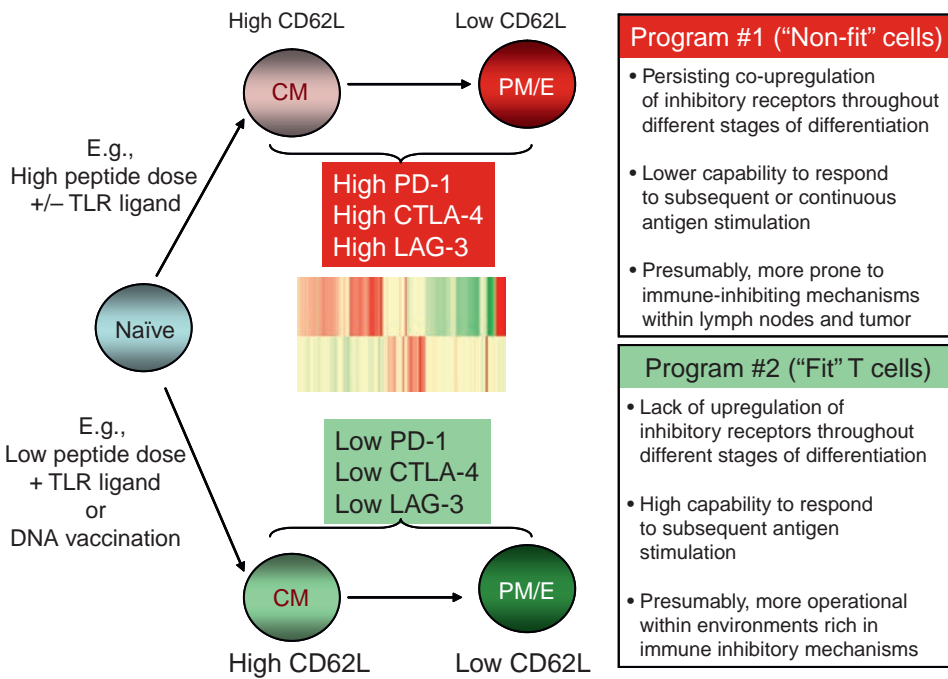 High CD62L
Low CD62L
CM
PM/E
E.g.,
High peptide dose
+/– TLR ligand
High PD-1
High CTLA-4
High LAG-3
Naïve
E.g.,
Low peptide dose
+ TLR ligand
or
DNA vaccination
Low PD-1
Low CTLA-4
Low LAG-3
CM
PM/E
High CD62L
Low CD62L
Program #1 (“Non-fit” cells)
• Persisting co-upregulation
of inhibitory receptors throughout
different stages of differentiation
• Lower capability to respond
to subsequent or continuous
antigen stimulation
• Presumably, more prone to
immune-inhibiting mechanisms
within lymph nodes and tumor
Program #2 (“Fit” T cells)
• Lack of upregulation of
inhibitory receptors throughout
different stages of differentiation
• High capability to respond
to subsequent antigen
stimulation
• Presumably, more operational
within environments rich in
immune inhibitory mechanisms